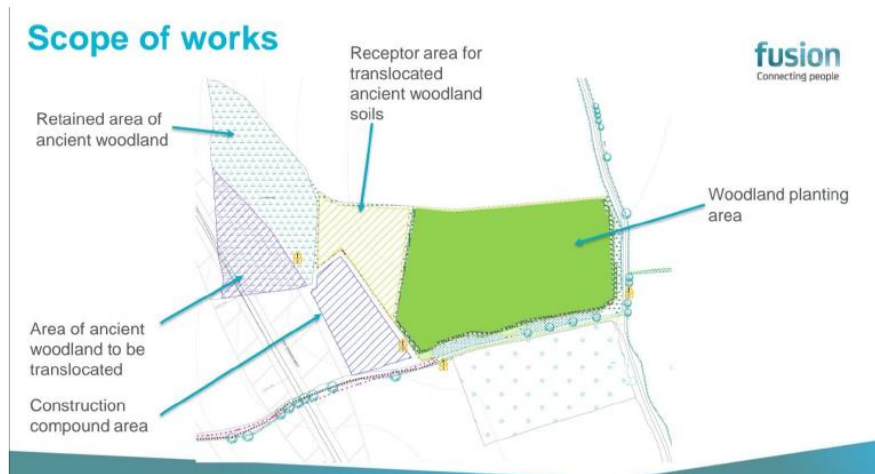 Scope of works
fusion
Connecting people
Receptor area for
translocated
ancient woodland
soils
Retained area of
ancient woodland
Woodland planting
area
Area of ancient
woodland to be
translocated
Construction
compound area